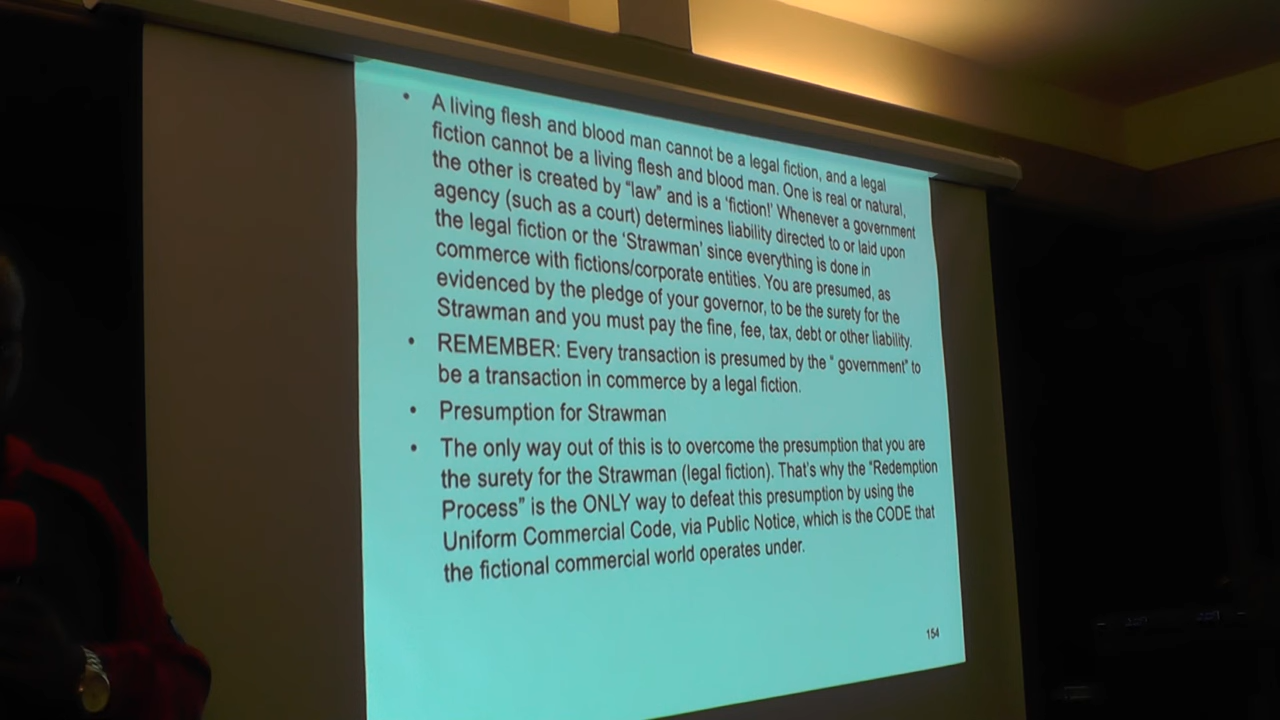 • A living flesh and blood man cannot be a legal fiction, and a legal
fiction cannot be a living flesh and blood man. One is real or natural,
the other is created by "law" and is a 'fiction!' Whenever a government
agency (such as a court) determines liability directed to or laid upon
the legal fiction or the 'Strawman' since everything is done in
commerce with fictions/corporate entities. You are presumed, as
evidenced by the pledge of your governor, to be the surety for the
Strawman and you must pay the fine, fee, tax, debt or other liability.
• REMEMBER: Every transaction is presumed by the " government" to
be a transaction in commerce by a legal fiction.
• Presumption for Strawman
• The only way out of this is to overcome the presumption that you are
the surety for the Strawman (legal fiction). That's why the "Redemption
Process" is the ONLY way to defeat this presumption by using the
Uniform Commercial Code, via Public Notice, which is the CODE that
the fictional commercial world operates under.
154